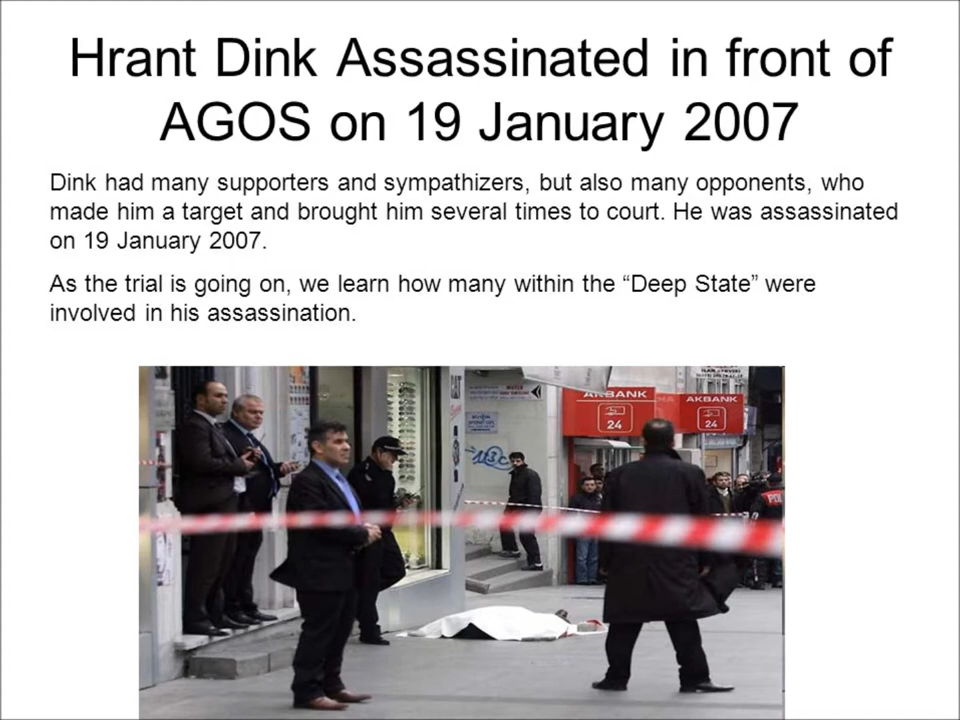 Hrant Dink Assassinated in front of
AGOS on 19 January 2007
Dink had many supporters and sympathizers, but also many opponents, who
made him a target and brought him several times to court. He was assassinated
on 19 January 2007.
As the trial is going on, we learn how many within the “Deep State” were
involved in his assassination.
AKBANK
24
AKBANK
24